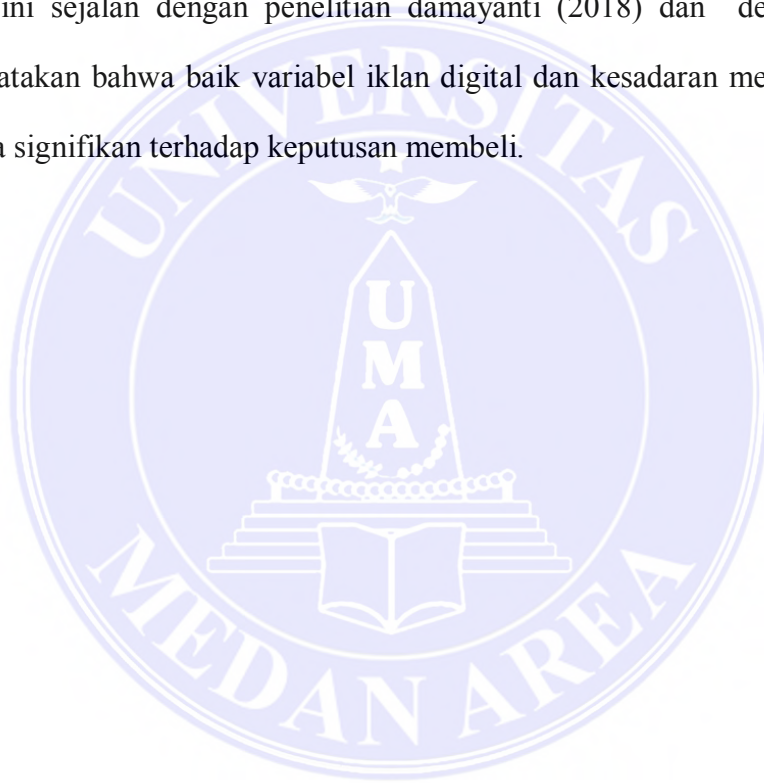 ini sejalan dengan penelitian damayanti (2018) dan de
atakan bahwa baik variabel iklan digital dan kesadaran me
a signifikan terhadap keputusan membeli.
UNIVERSITAS
UMA
MEDAN AREA